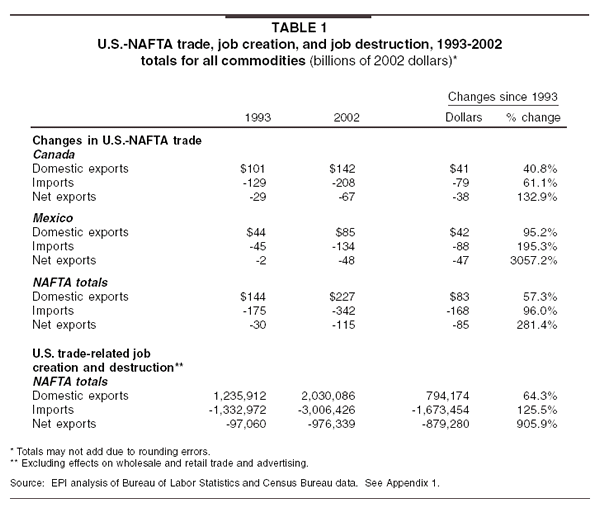 TABLE 1
U.S.-NAFTA trade, job creation, and job destruction, 1993-2002
totals for all commodities (billions of 2002 dollars)*
Changes since 1993
1993 2002 Dollars % change
Changes in U.S.-NAFTA trade
Canada
Domestic exports $101 $142 $41 40.8%
Imports -129 -208 -79 61.1%
Net exports -29 -67 -38 132.9%
Mexico
Domestic exports $44 $85 $42 95.2%
Imports -45 -134 -88 195.3%
Net exports -2 -48 -47 3057.2%
NAFTA totals
Domestic exports $144 $227 $83 57.3%
Imports -175 -342 -168 96.0%
Net exports -30 -115 -85 281.4%
U.S. trade-related job
creation and destruction**
NAFTA totals
Domestic exports 1,235,912 2,030,086 794,174 64.3%
Imports -1,332,972 -3,006,426 -1,673,454 125.5%
Net exports -97,060 -976,339 -879,280 905.9%
* Totals may not add due to rounding errors.
** Excluding effects on wholesale and retail trade and advertising.
Source: EPI analysis of Bureau of Labor Statistics and Census Bureau data. See Appendix 1.